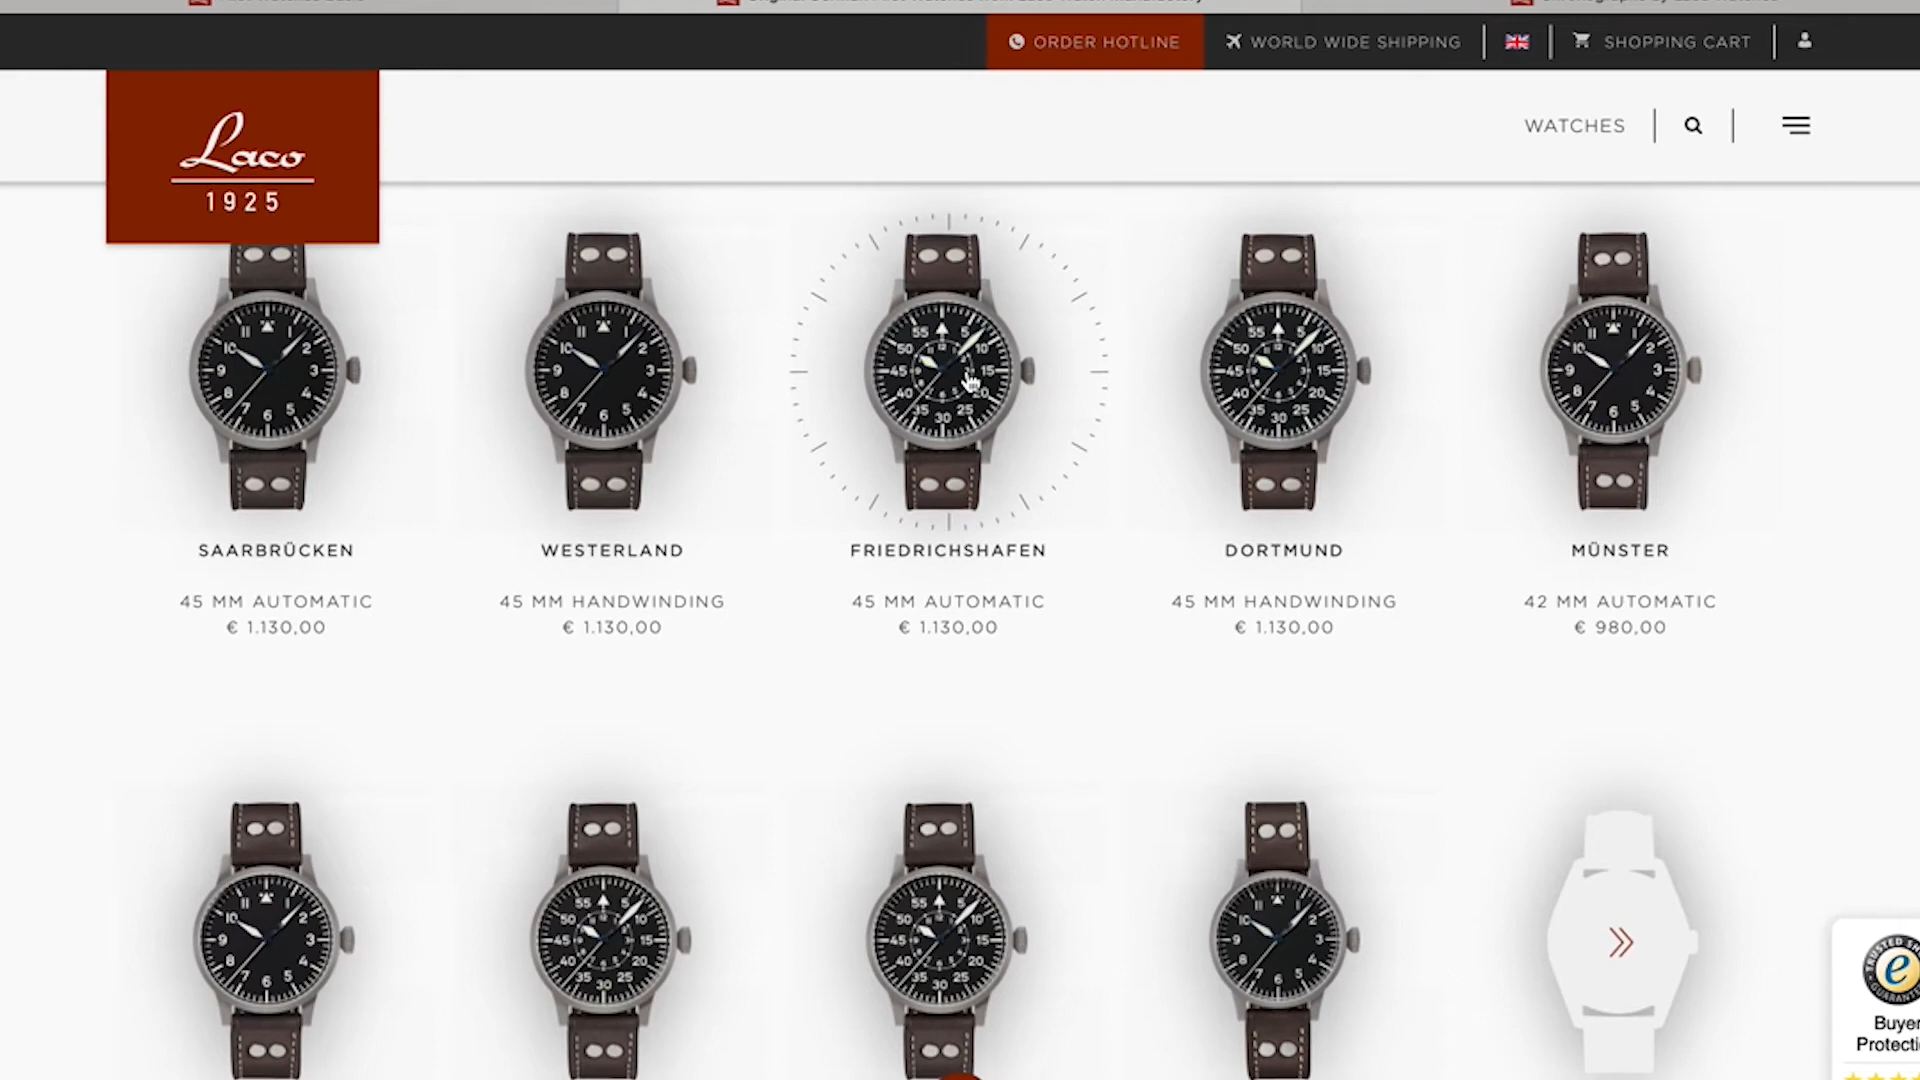 ORDER HOTLINE
WORLD WIDE SHIPPING
SHOPPING CART
Laco
1925
WATCHES
SAARBRÜCKEN
45 MM AUTOMATIC
€ 1.130,00
WESTERLAND
45 MM HANDWINDING
€ 1.130,00
FRIEDRICHSHAFEN
45 MM AUTOMATIC
€ 1.130,00
DORTMUND
45 MM HANDWINDING
€ 1.130,00
MÜNSTER
42 MM AUTOMATIC
€ 980,00
TRUSTED
GUARANTEE
e
Buyer